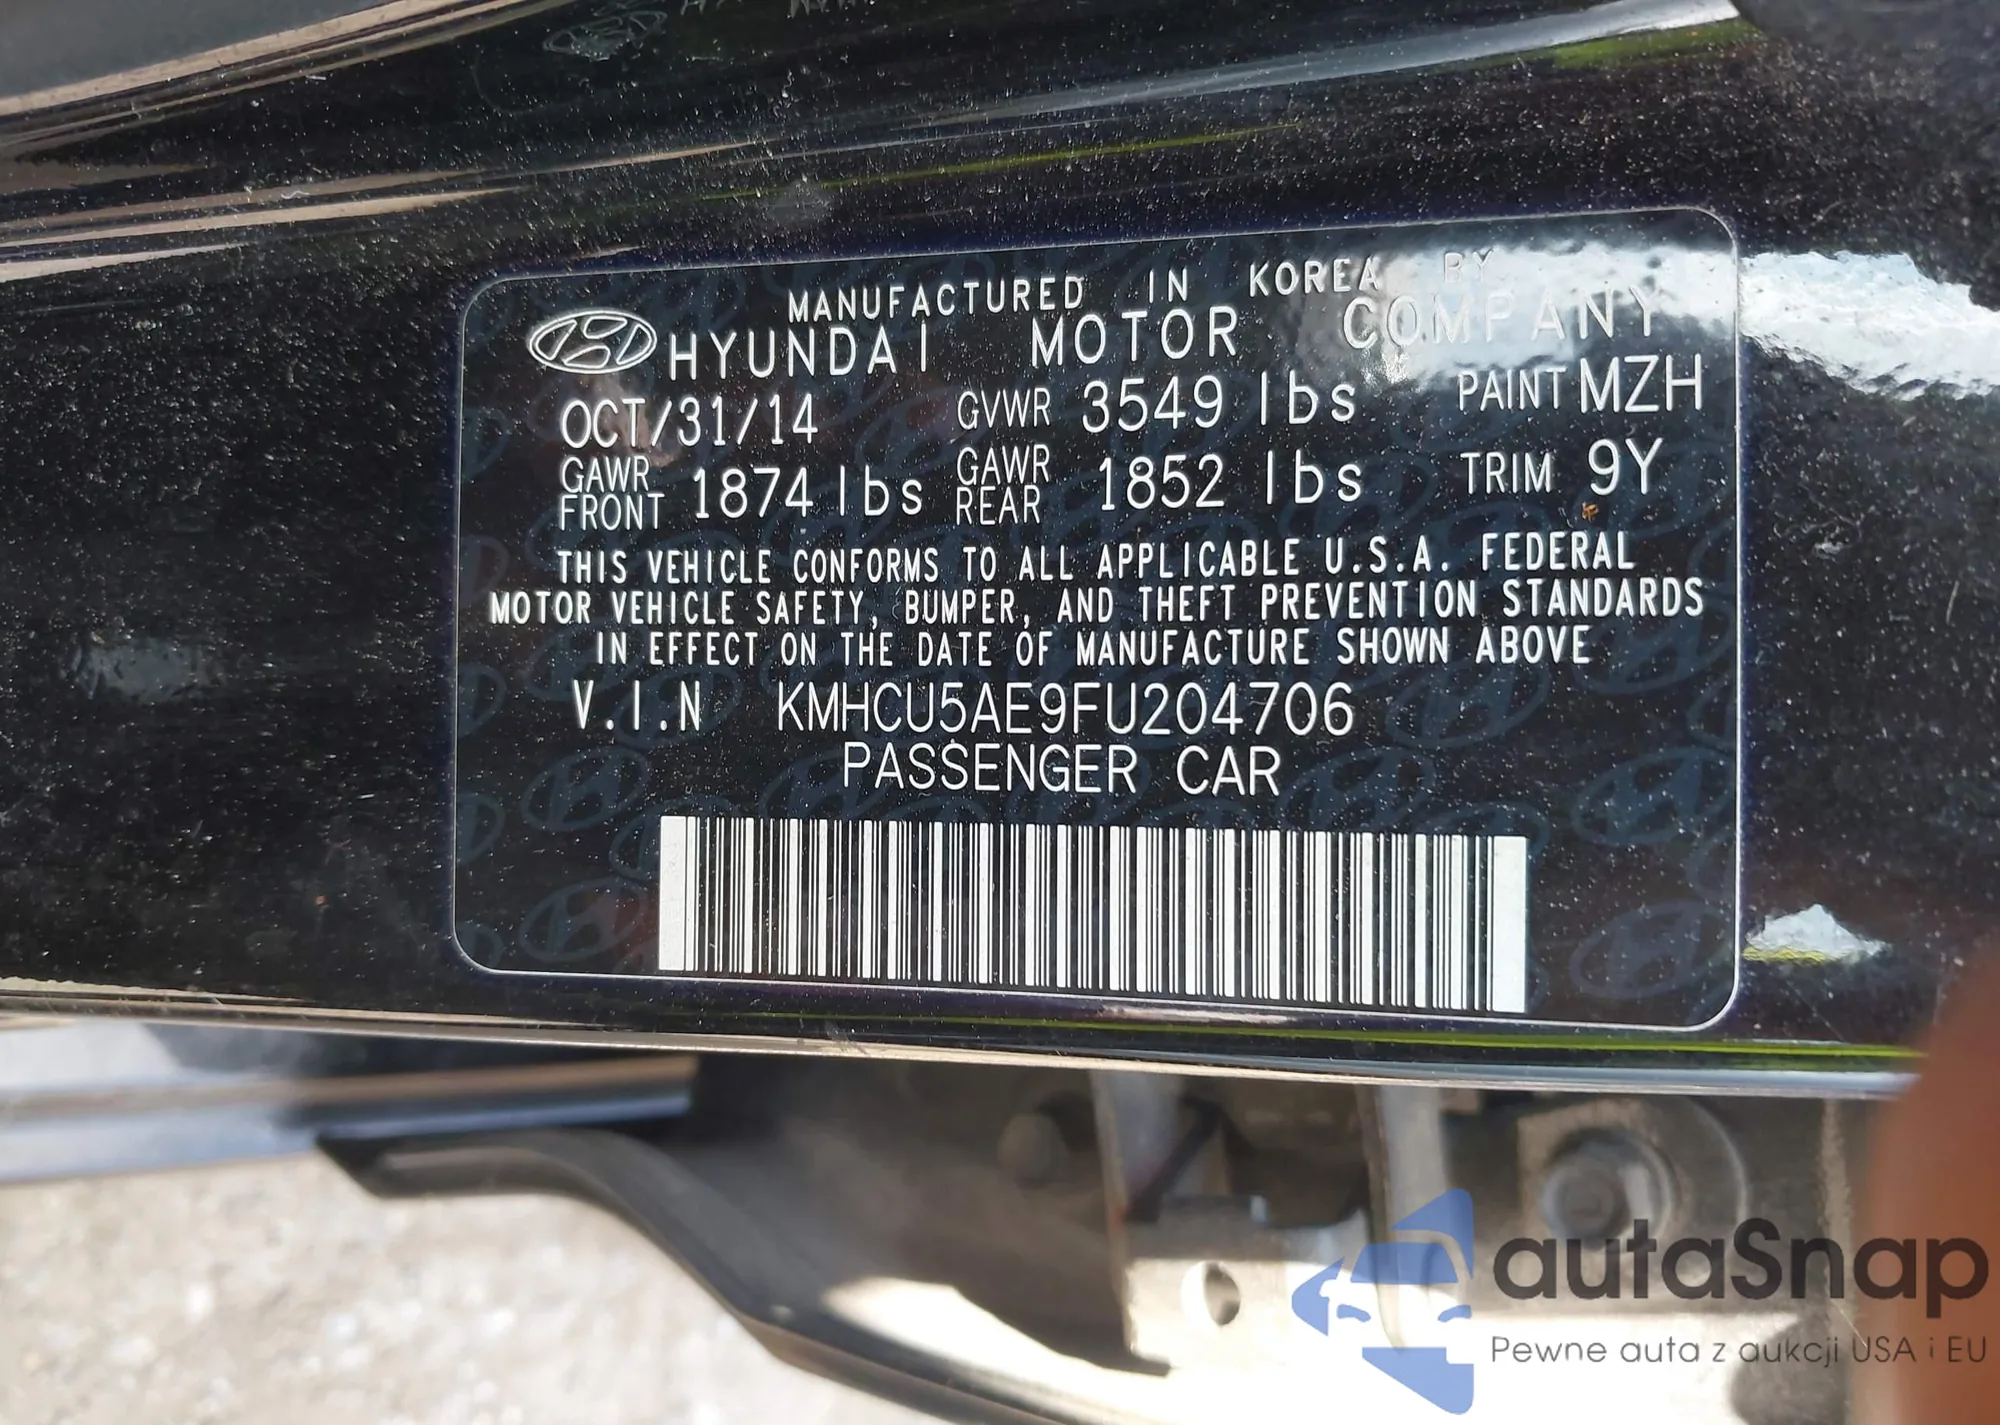 MANUFACTURED IN KOREA BY
HYUNDAI MOTOR COMPANY
OCT/31/14 GVWR 3549 lbs PAINT MZH
GAWR FRONT 1874 lbs GAWR REAR 1852 lbs TRIM 9Y
THIS VEHICLE CONFORMS TO ALL APPLICABLE U.S.A. FEDERAL
MOTOR VEHICLE SAFETY, BUMPER, AND THEFT PREVENTION STANDARDS
IN EFFECT ON THE DATE OF MANUFACTURE SHOWN ABOVE
V.I.N KMHCU5AE9FU204706
PASSENGER CAR
autaSnap
Pewne auta z aukcji USA i EU